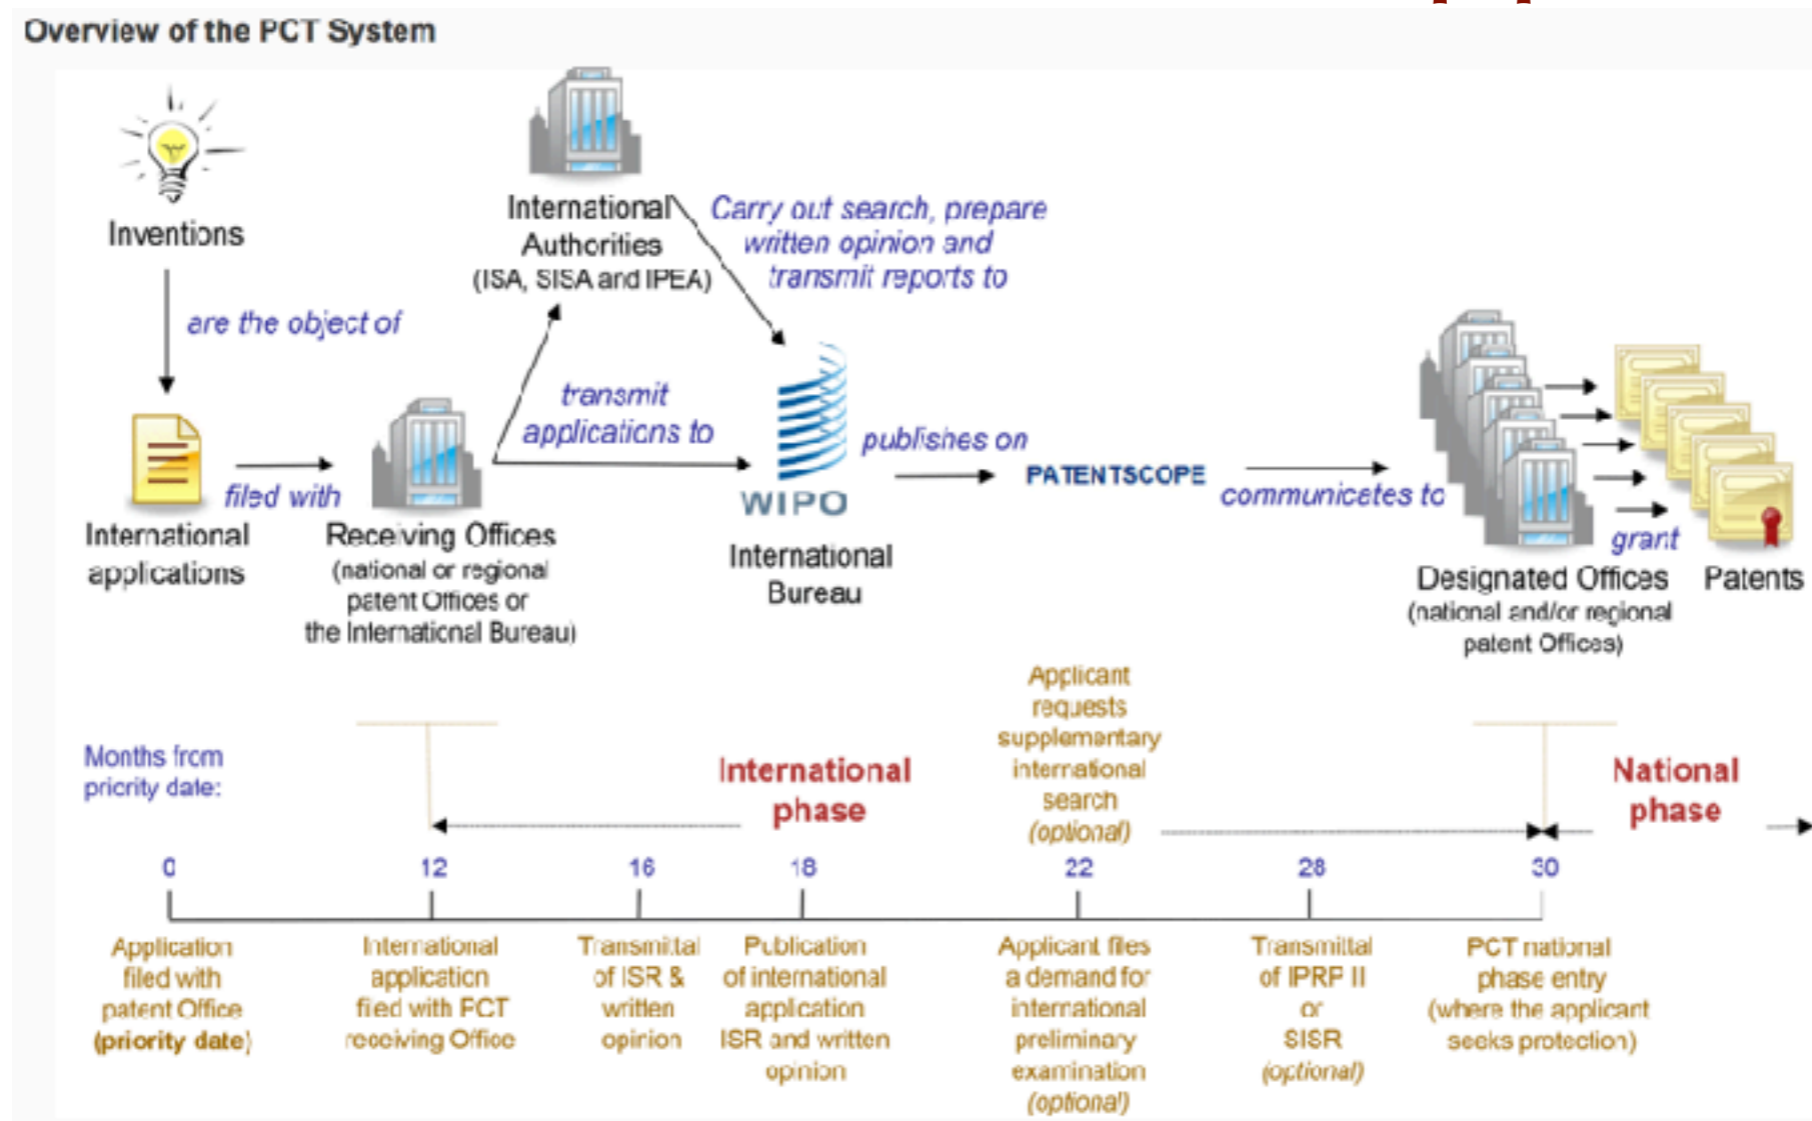 Overview of the PCT System
Inventions
are the object of
International
applications
filed with
Receiving Offices
(national or regional
patent Offices or
the International Bureau)
International
Authorities
(ISA, SISA and IPEA)
transmit
applications to
Carry out search, prepare
written opinion and
transmit reports to
WIPO
International
Bureau
publishes on
PATENTSCOPE
communicates to
Designated Offices
(national and/or regional
patent Offices)
grant
Patents
Months from
priority date:
International
phase
Applicant
requests
supplementary
international
search
(optional)
National
phase
0
12
16
18
22
28
30
Application
filed with
patent Office
(priority date)
International
application
filed with PCT
receiving Office
Transmittal
of ISR &
written
opinion
Publication
of international
application
ISR and written
opinion
Applicant files
a demand for
international
preliminary
examination
(optional)
Transmittal
of IPRP II
or
SISR
(optional)
PCT national
phase entry
(where the applicant
seeks protection)